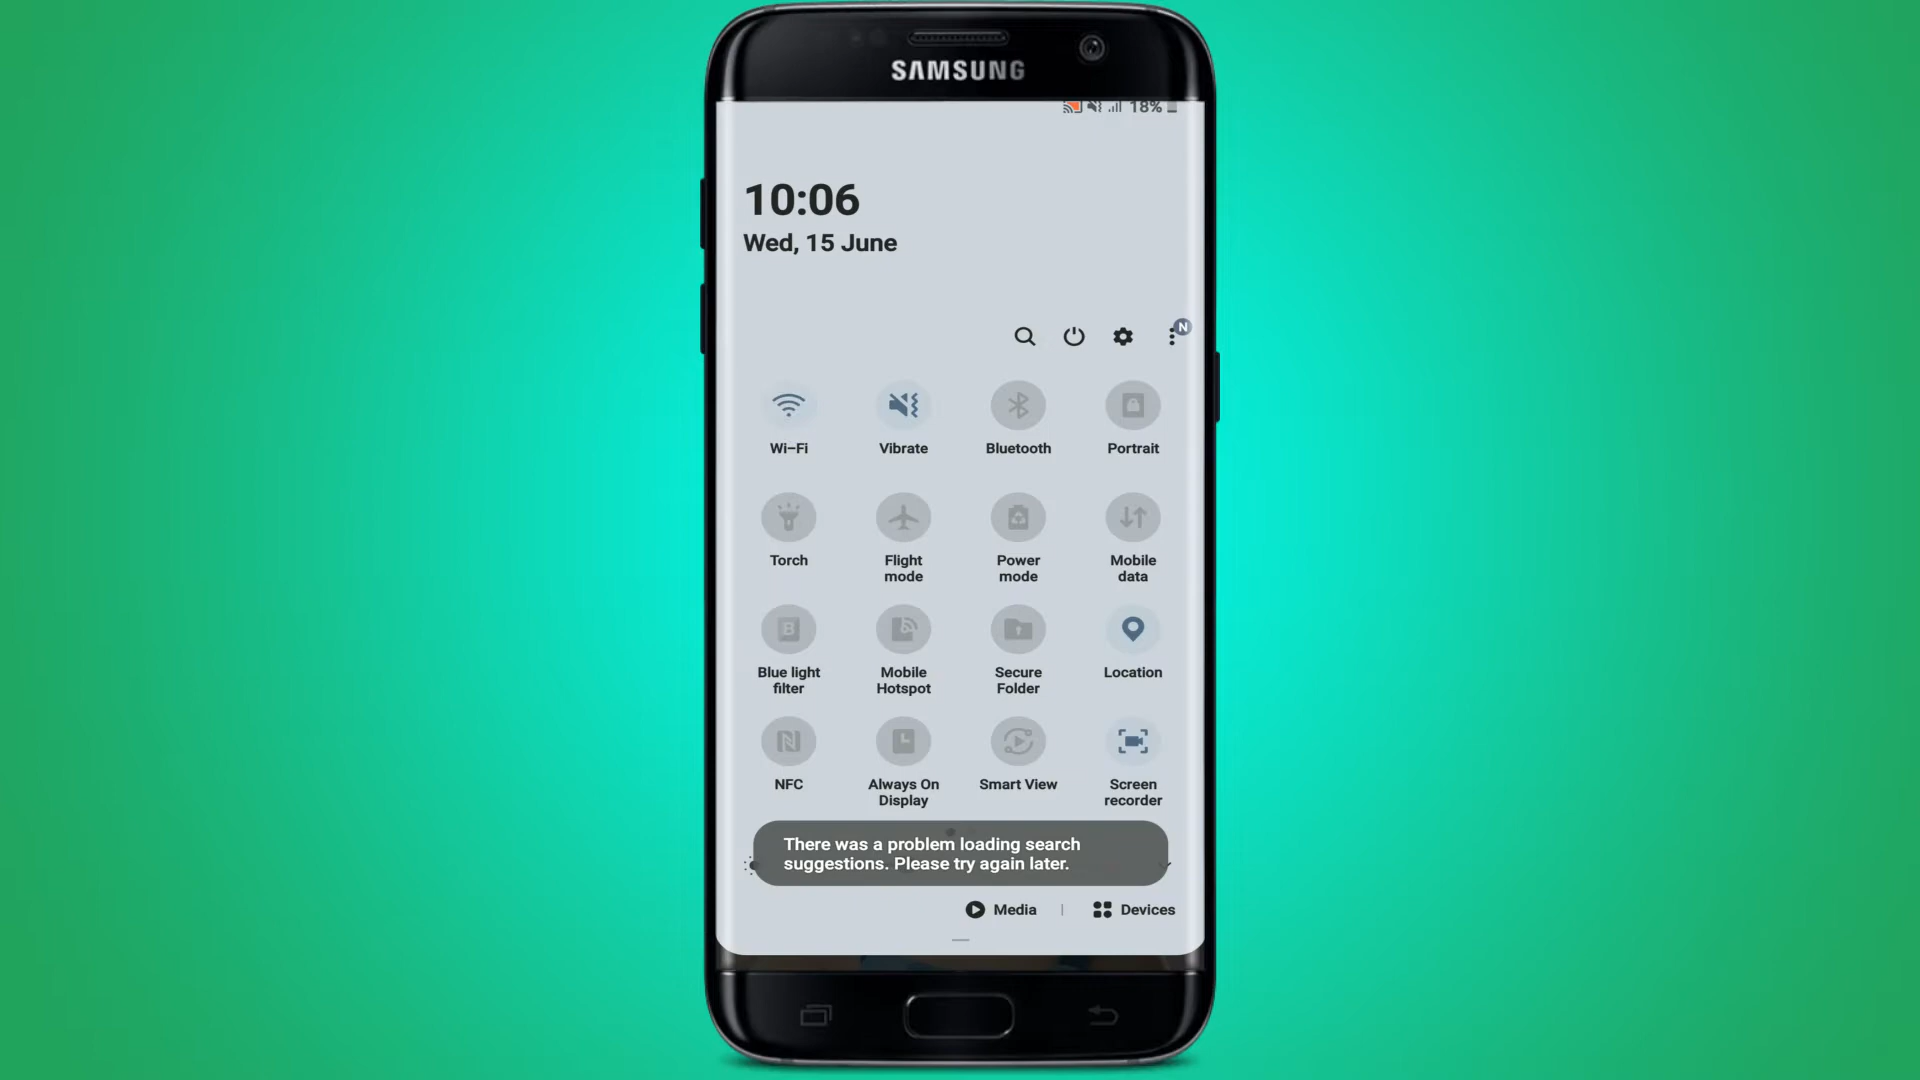 SAMSUNG
18%
10:06
Wed, 15 June
N
Wi-Fi
Vibrate
Bluetooth
Portrait
Torch
Flight
mode
Power
mode
Mobile
data
B
Blue light
filter
Mobile
Hotspot
Secure
Folder
Location
NFC
Always On
Display
Smart View
Screen
recorder
There was a problem loading search
suggestions. Please try again later.
Media
Devices